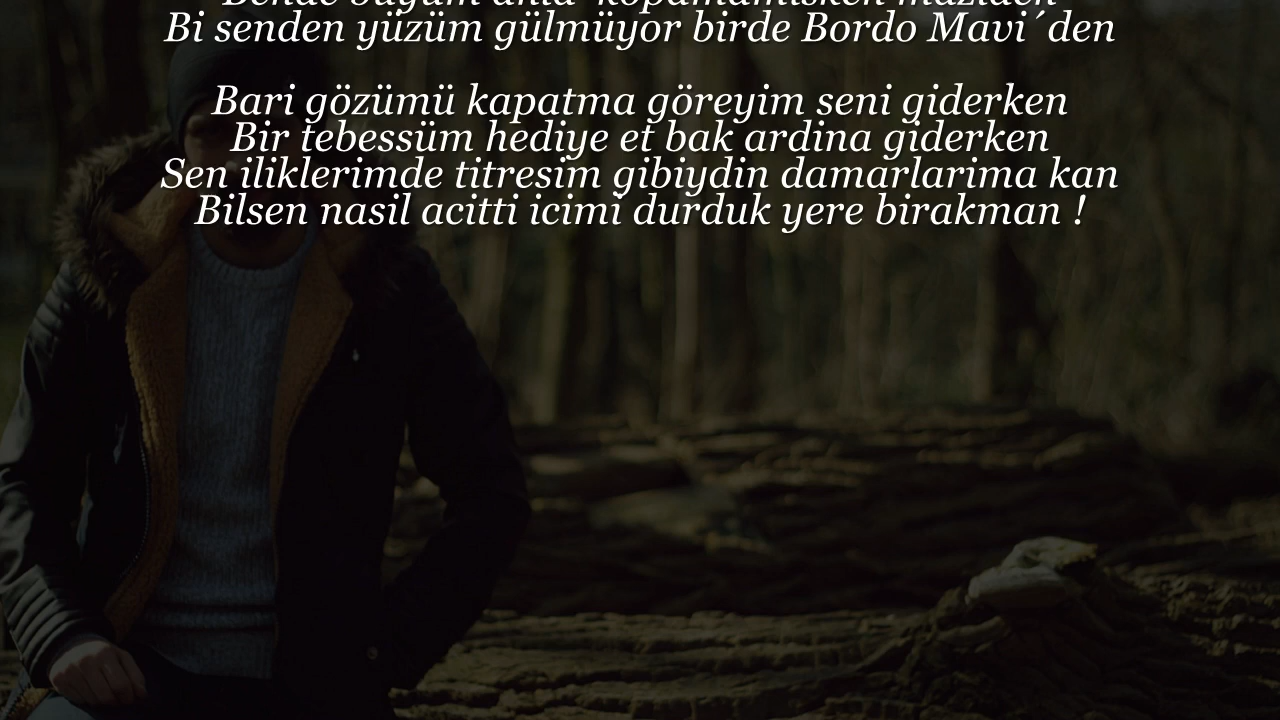 Bi senden yüzüm gülmüyor birde Bordo Mavi´den
Bari gözümü kapatma göreyim seni giderken
Bir tebessüm hediye et bak ardina giderken
Sen iliklerimde titresim gibiydin damarlarima kan
Bilsen nasil acitti icimi durduk yere birakman !